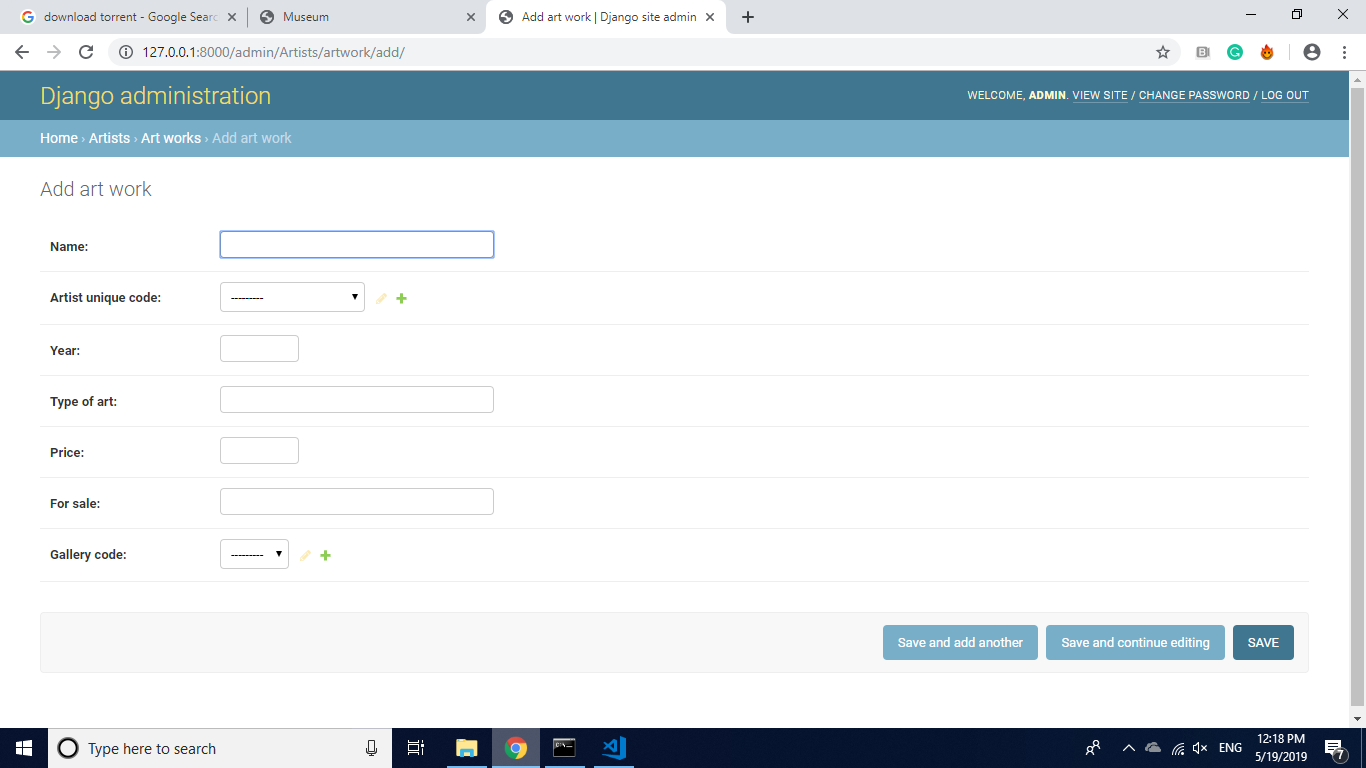 download torrent - Google Searc
Museum
Add art work | Django site admin
127.0.0.1:8000/admin/Artists/artwork/add/
Django administration
WELCOME, ADMIN. VIEW SITE / CHANGE PASSWORD / LOG OUT
Home › Artists › Art works › Add art work
Add art work
Name:
Artist unique code: ---------
Year:
Type of art:
Price:
For sale:
Gallery code: ---------
Save and add another Save and continue editing SAVE
Type here to search
ENG
12:18 PM
5/19/2019
7